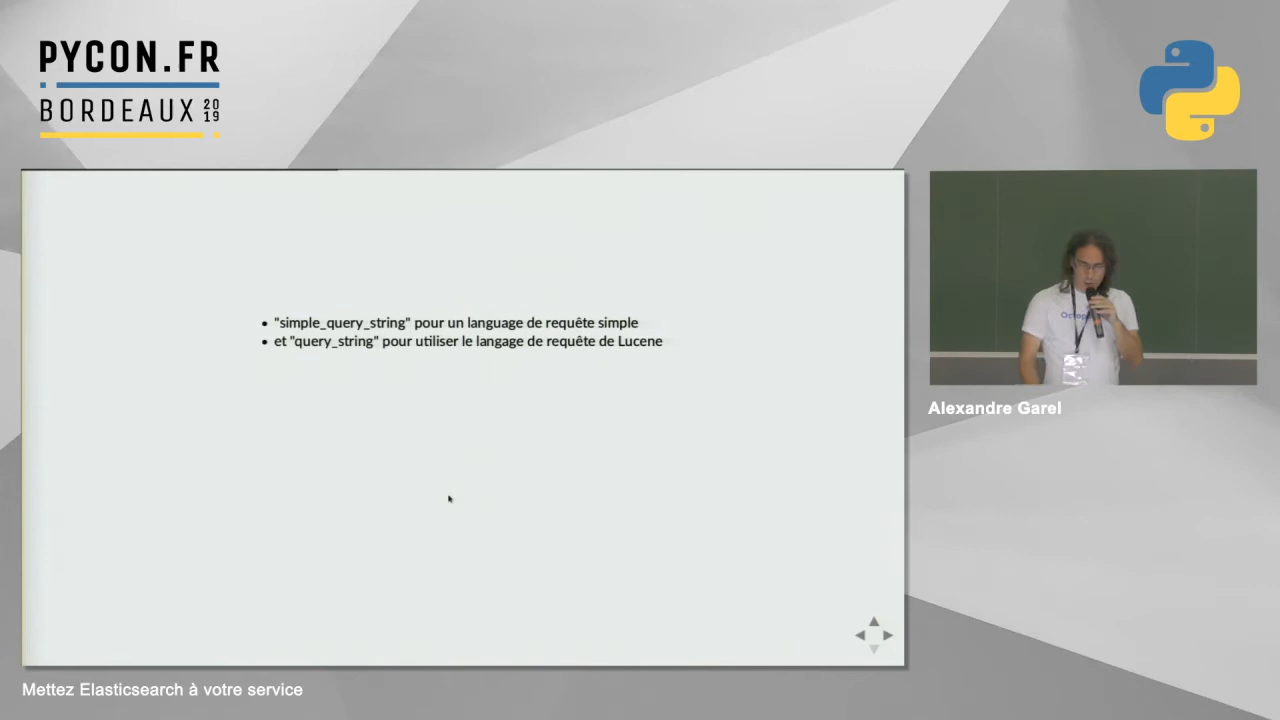 PYCON.FR
BORDEAUX 2019
"simple_query_string" pour un language de requête simple
et "query_string" pour utiliser le langage de requête de Lucene
Alexandre Garel
Mettez Elasticsearch à votre service